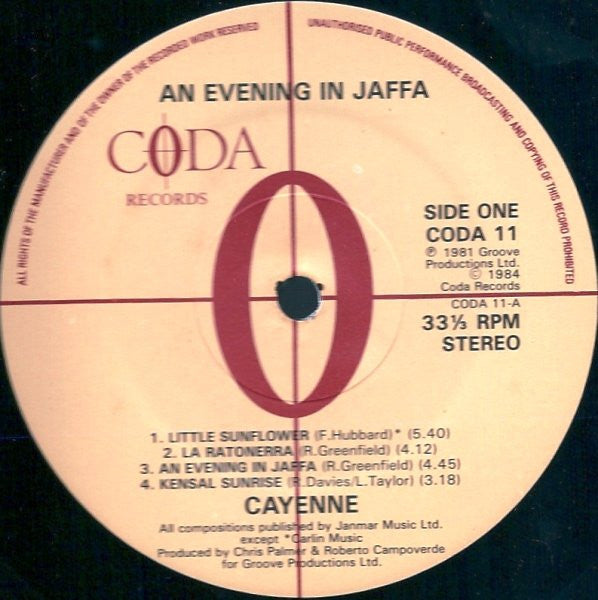 ALL RIGHTS OF THE MANUFACTURER AND OF THE OWNER OF THE RECORDED WORK RESERVED
UNAUTHORISED PUBLIC PERFORMANCE BROADCASTING AND COPYING OF THIS RECORD PROHIBITED
AN EVENING IN JAFFA
CODA
RECORDS
SIDE ONE
CODA 11
℗ 1981 Groove
Productions Ltd.
© 1984
Coda Records
CODA 11-A
33⅓ RPM
STEREO
1. LITTLE SUNFLOWER (F.Hubbard)* (5.40)
2. LA RATONERRA (R.Greenfield) (4.12)
3. AN EVENING IN JAFFA (R.Greenfield) (4.45)
4. KENSAL SUNRISE (R.Davies/L.Taylor) (3.18)
CAYENNE
All compositions published by Janmar Music Ltd.
except *Carlin Music
Produced by Chris Palmer & Roberto Campoverde
for Groove Productions Ltd.